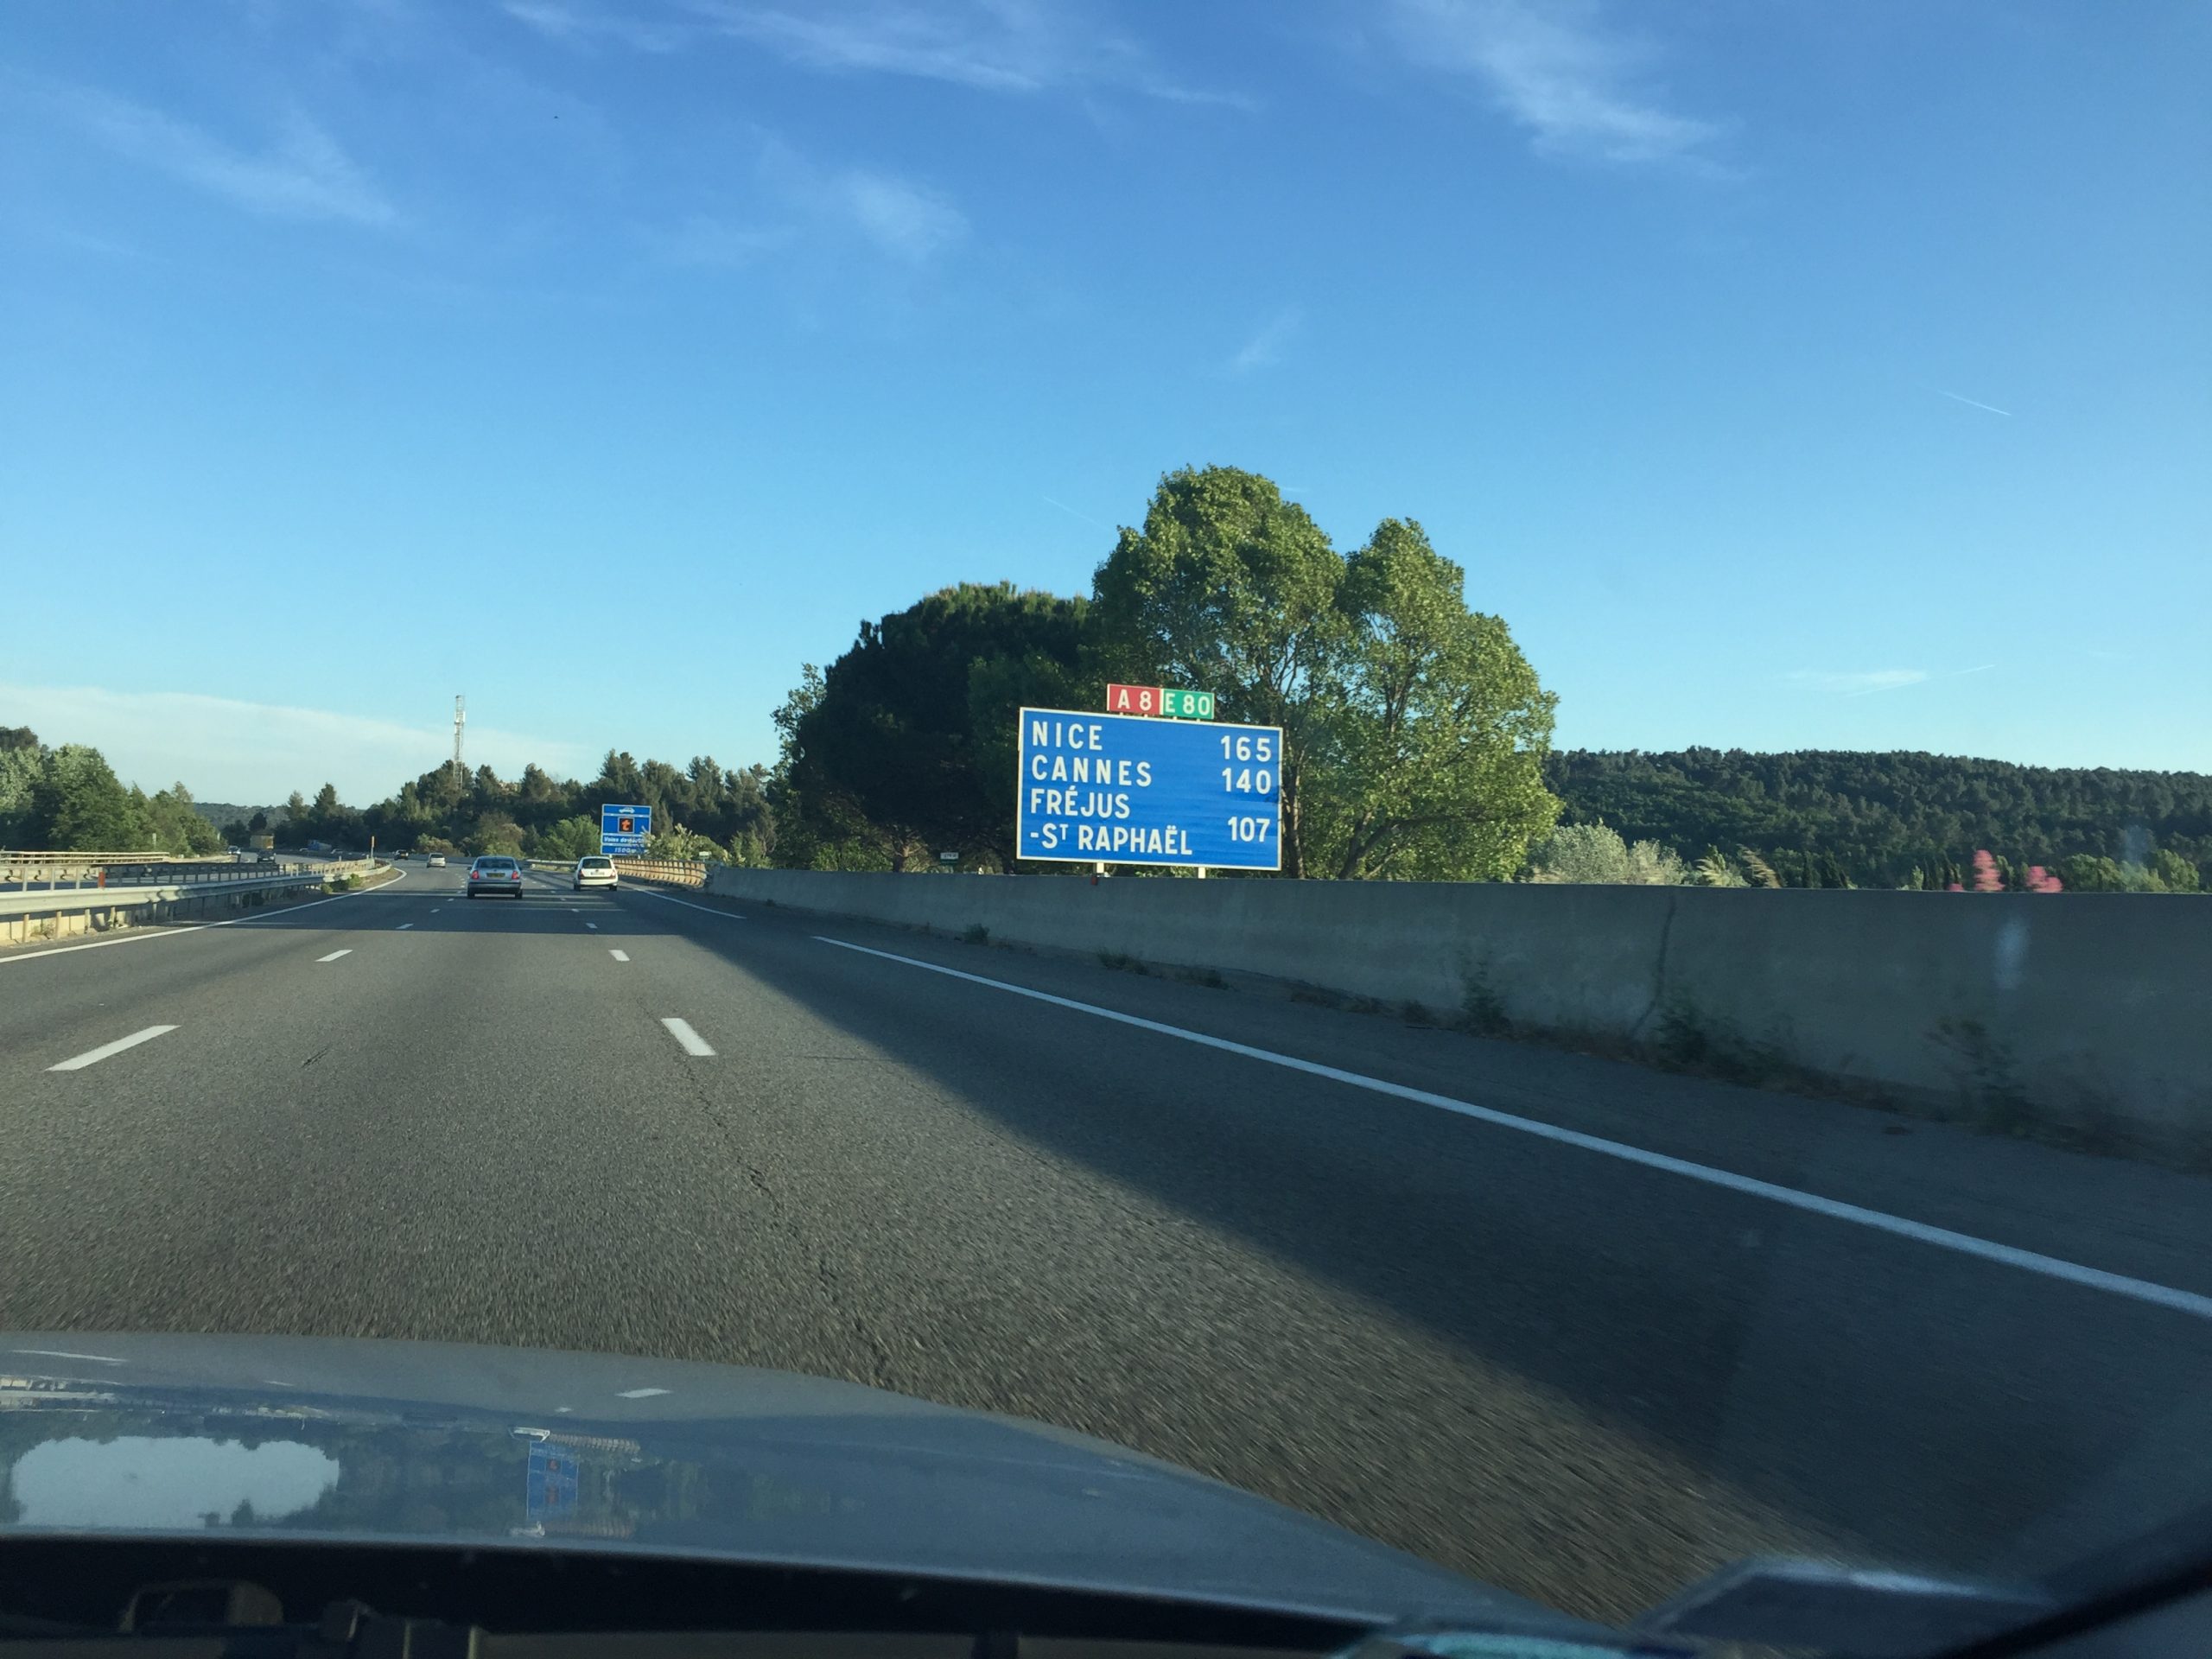 A 8 E 80
NICE 165
CANNES 140
FRÉJUS
-ST RAPHAËL 107
t